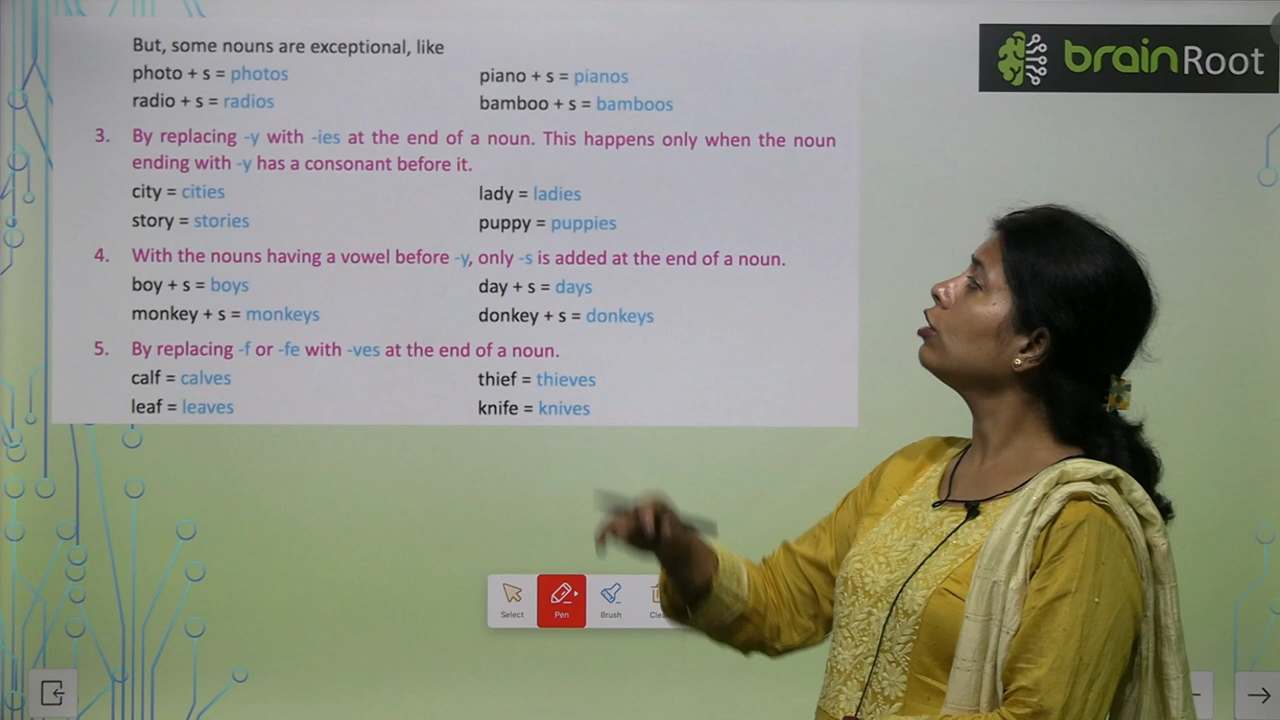 But, some nouns are exceptional, like
photo + s = photos piano + s = pianos
radio + s = radios bamboo + s = bamboos
3. By replacing -y with -ies at the end of a noun. This happens only when the noun
ending with -y has a consonant before it.
city = cities lady = ladies
story = stories puppy = puppies
4. With the nouns having a vowel before -y, only -s is added at the end of a noun.
boy + s = boys day + s = days
monkey + s = monkeys donkey + s = donkeys
5. By replacing -f or -fe with -ves at the end of a noun.
calf = calves thief = thieves
leaf = leaves knife = knives
brainRoot
Select Pen Brush